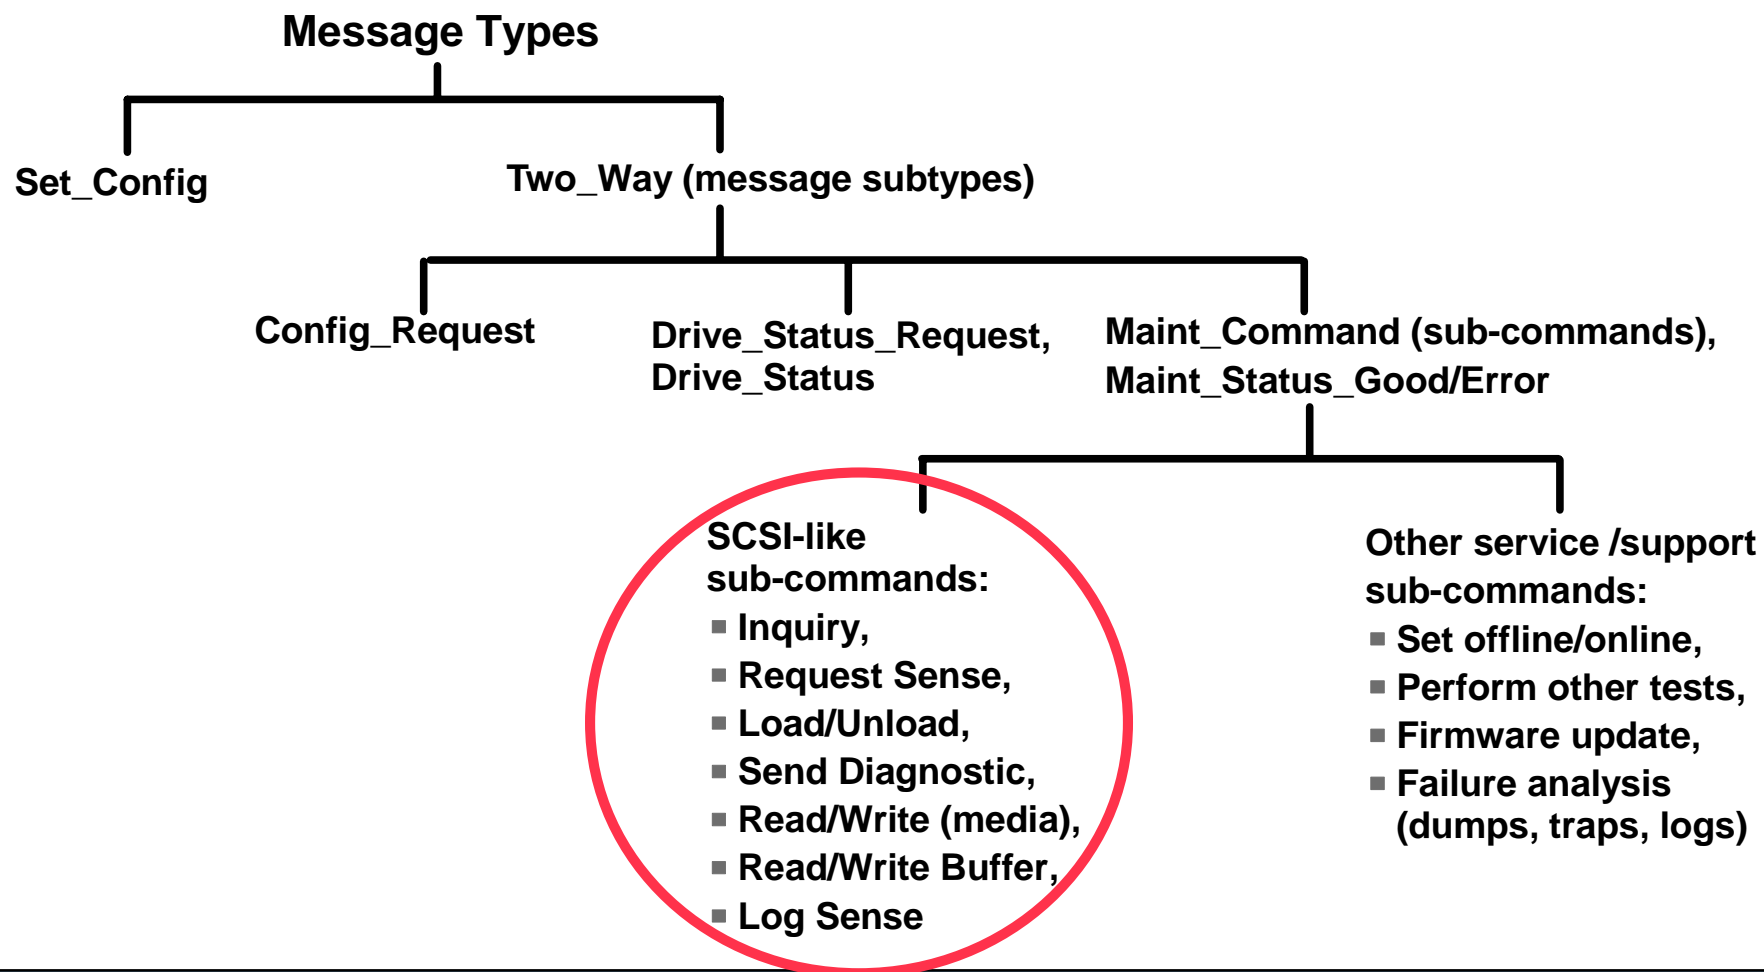 Message Types
Set_Config
Two_Way (message subtypes)
Config_Request
Drive_Status_Request,
Drive_Status
Maint_Command (sub-commands),
Maint_Status_Good/Error
SCSI-like
sub-commands:
Inquiry,
Request Sense,
Load/Unload,
Send Diagnostic,
Read/Write (media),
Read/Write Buffer,
Log Sense
Other service /support
sub-commands:
Set offline/online,
Perform other tests,
Firmware update,
Failure analysis
(dumps, traps, logs)